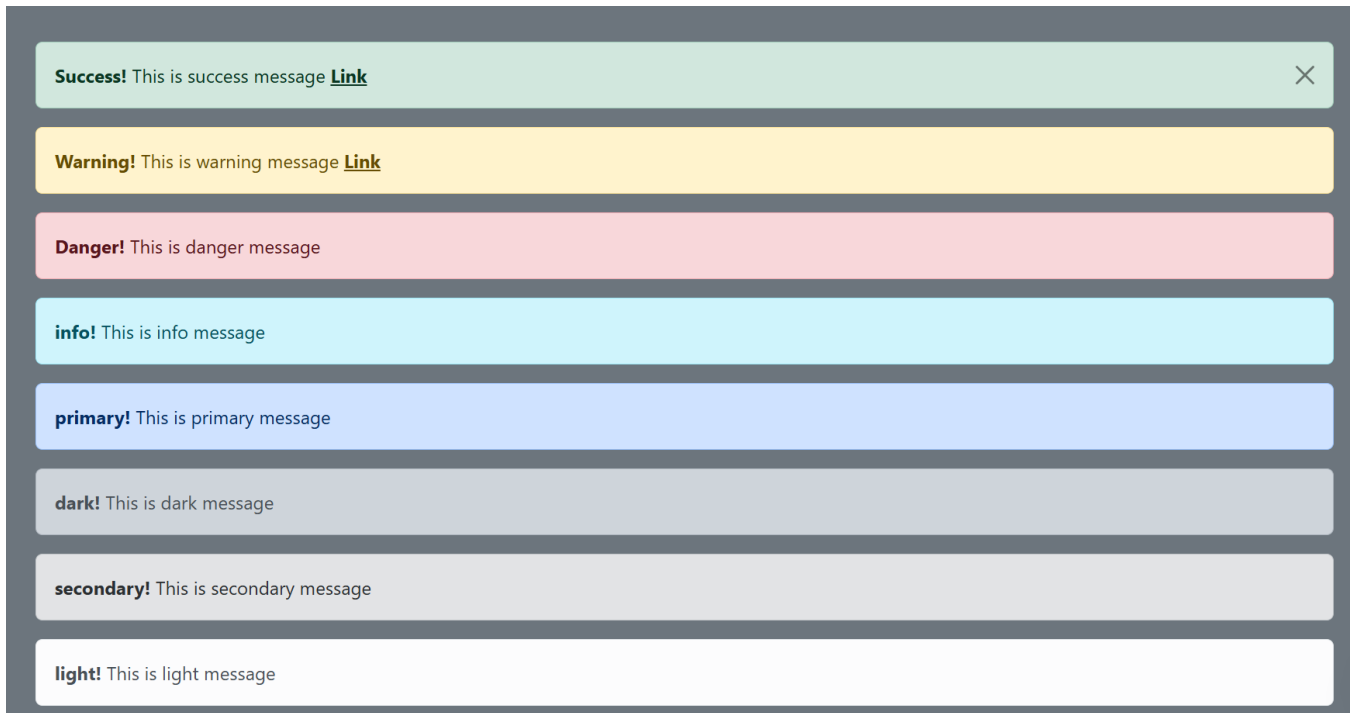 Success! This is success message Link
Warning! This is warning message Link
Danger! This is danger message
info! This is info message
primary! This is primary message
dark! This is dark message
secondary! This is secondary message
light! This is light message